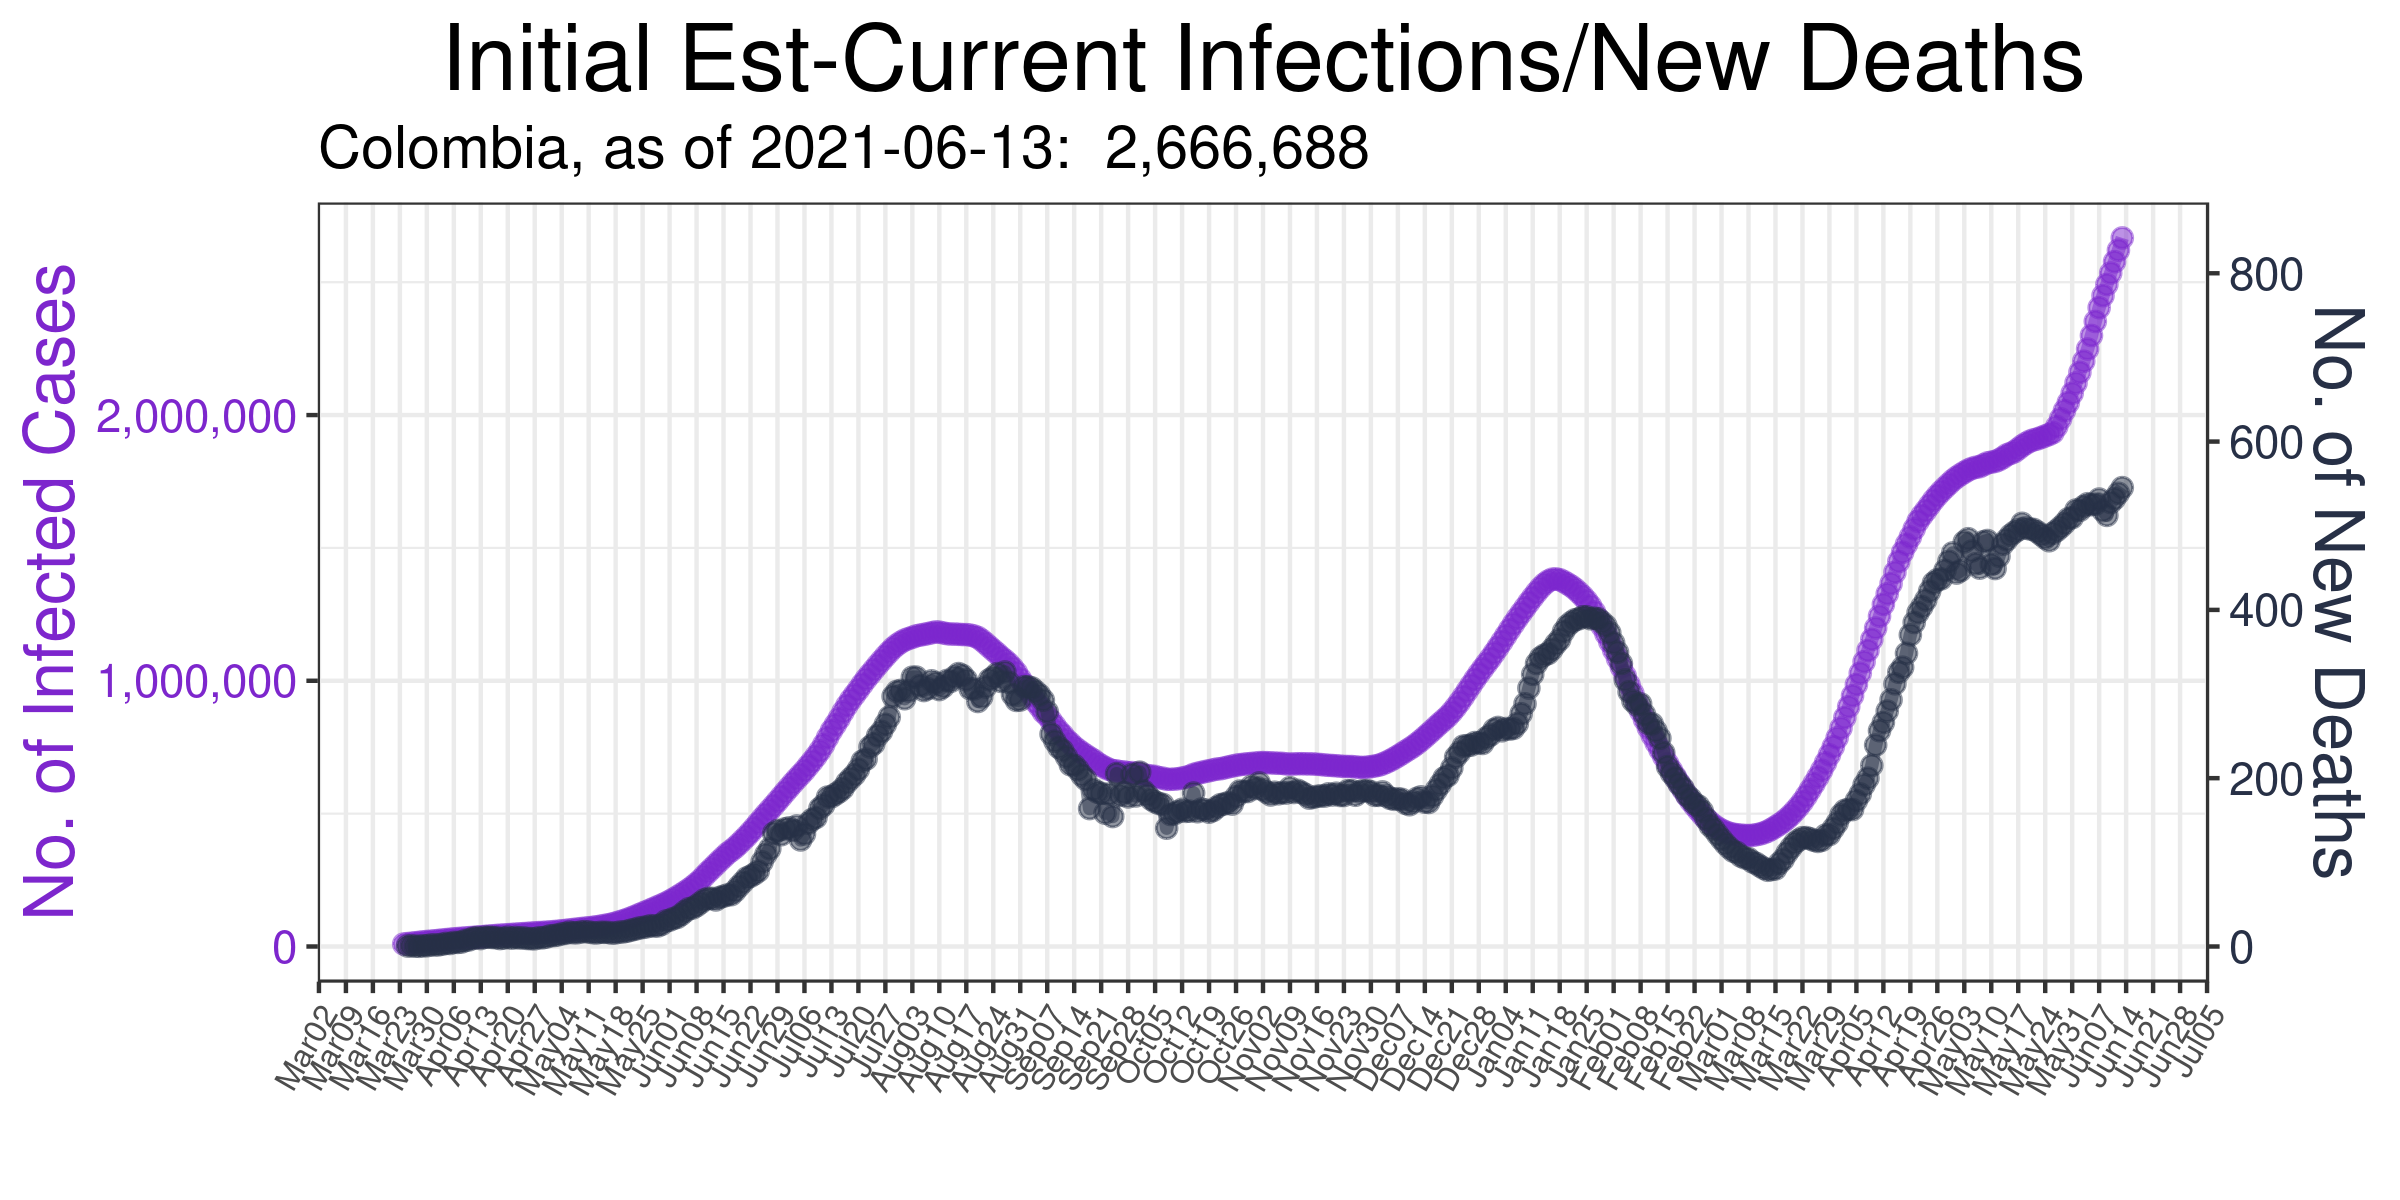 Initial Est-Current Infections/New Deaths
Colombia, as of 2021-06-13:  2,666,688
No. of Infected Cases
2,000,000
1,000,000
0
800
600
400
200
0
No. of New Deaths
Mar02
Mar09
Mar16
Mar23
Mar30
Apr06
Apr13
Apr20
Apr27
May04
May11
May18
May25
Jun01
Jun08
Jun15
Jun22
Jun29
Jul06
Jul13
Jul20
Jul27
Aug03
Aug10
Aug17
Aug24
Aug31
Sep07
Sep14
Sep21
Sep28
Oct05
Oct12
Oct19
Oct26
Nov02
Nov09
Nov16
Nov23
Nov30
Dec07
Dec14
Dec21
Dec28
Jan04
Jan11
Jan18
Jan25
Feb01
Feb08
Feb15
Feb22
Mar01
Mar08
Mar15
Mar22
Mar29
Apr05
Apr12
Apr19
Apr26
May03
May10
May17
May24
May31
Jun07
Jun14
Jun21
Jun28
Jul05